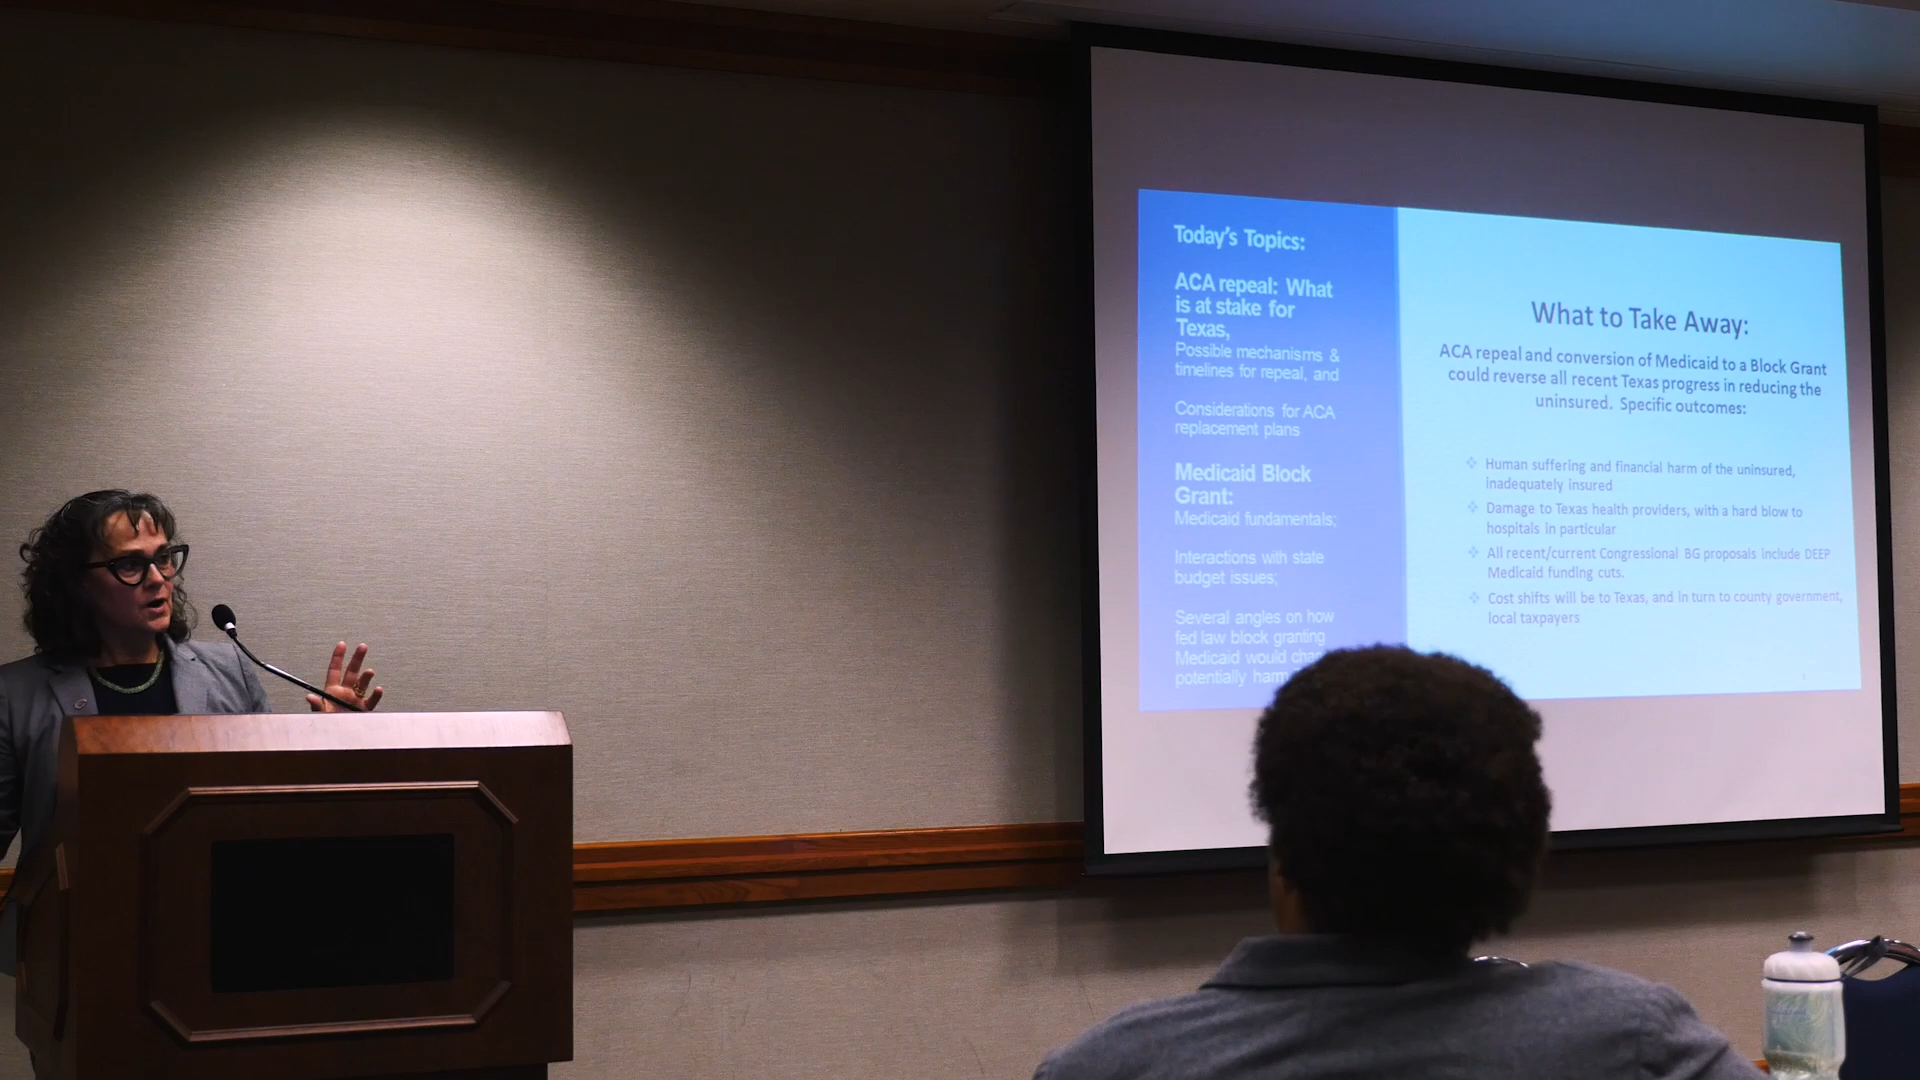 Today's Topics:
ACA repeal: What
is at stake for
Texas,
Possible mechanisms &
timelines for repeal, and
Considerations for ACA
replacement plans
Medicaid Block
Grant:
Medicaid fundamentals;
Interactions with state
budget issues;
Several angles on how
fed law block granting
Medicaid would
potentially harm
What to Take Away:
ACA repeal and conversion of Medicaid to a Block Grant
could reverse all recent Texas progress in reducing the
uninsured. Specific outcomes:
Human suffering and financial harm of the uninsured,
inadequately insured
Damage to Texas health providers, with a hard blow to
hospitals in particular
All recent/current Congressional BG proposals include DEEP
Medicaid funding cuts.
Cost shifts will be to Texas, and in turn to county government,
local taxpayers